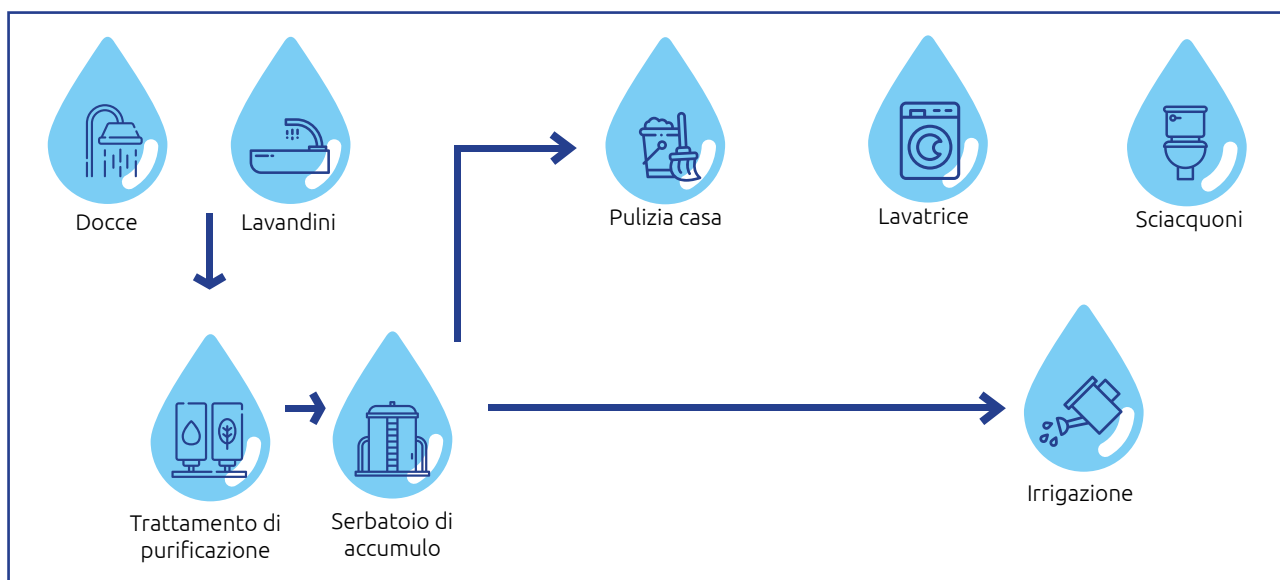 Docce
Lavandini
Pulizia casa
Lavatrice
Sciacquoni
Trattamento di
purificazione
Serbatoio di
accumulo
Irrigazione